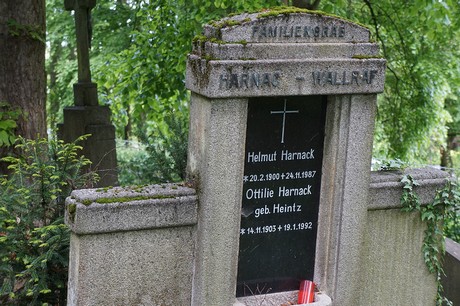 FAMILIENGRAB
HARNACK - WALLRAF
Helmut Harnack
*20.2.1900 +24.11.1987
Ottilie Harnack
geb. Heintz
*14.11.1903 +19.1.1992